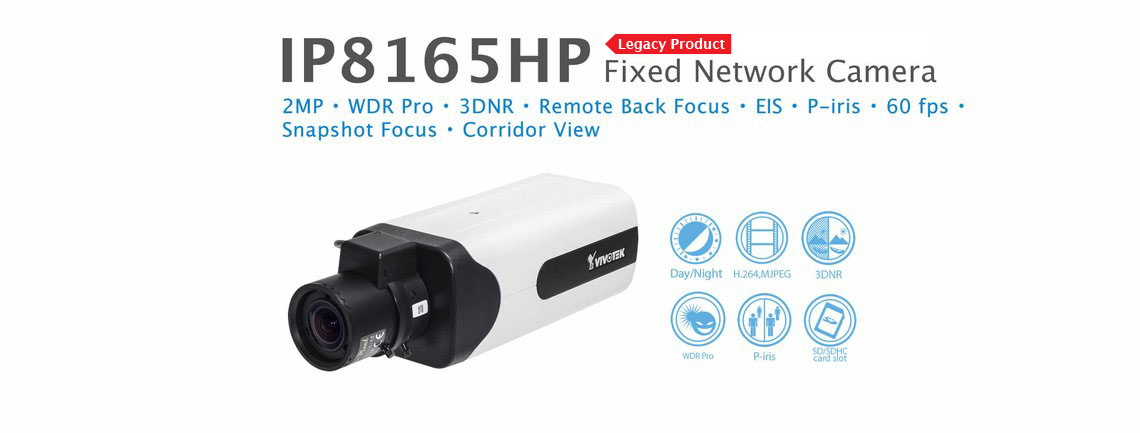 IP8165HP
Legacy Product
Fixed Network Camera
2MP • WDR Pro • 3DNR • Remote Back Focus • EIS • P-iris • 60 fps •
Snapshot Focus • Corridor View
VIVOTEK
Day/Night
H.264,MJPEG
3DNR
WDR Pro
P-iris
SD/SDHC
card slot